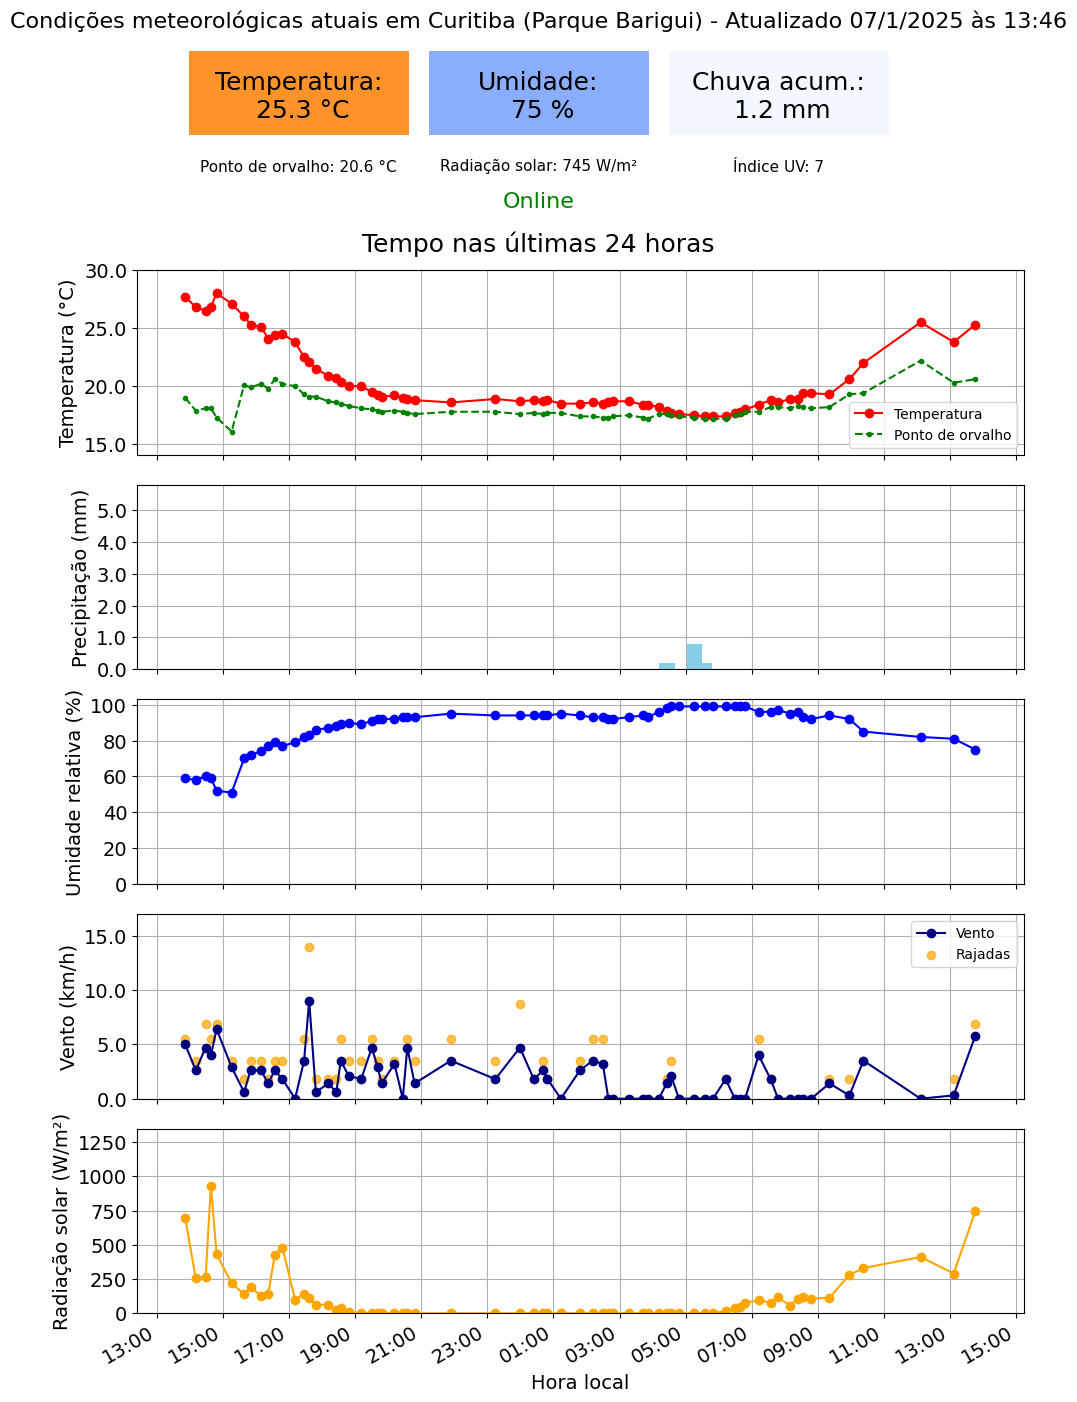 Condições meteorológicas atuais em Curitiba (Parque Barigui) - Atualizado 07/1/2025 às 13:46
Temperatura:
25.3 °C
Umidade:
75 %
Chuva acum.:
1.2 mm
Ponto de orvalho: 20.6 °C
Radiação solar: 745 W/m²
Índice UV: 7
Online
Tempo nas últimas 24 horas
Temperatura (°C)
30.0
25.0
20.0
15.0
Temperatura
Ponto de orvalho
Precipitação (mm)
5.0
4.0
3.0
2.0
1.0
0.0
Umidade relativa (%)
100
80
60
40
20
0
Vento (km/h)
15.0
10.0
5.0
0.0
Vento
Rajadas
Radiação solar (W/m²)
1250
1000
750
500
250
0
13:00
15:00
17:00
19:00
21:00
23:00
01:00
03:00
05:00
07:00
09:00
11:00
13:00
15:00
Hora local